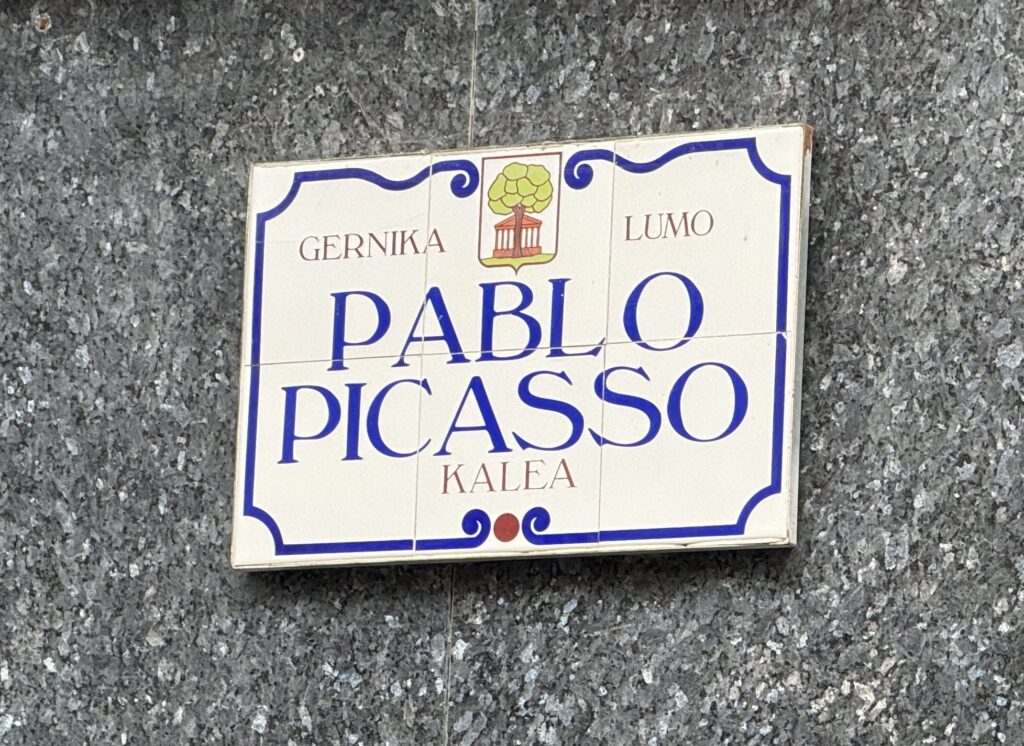 GERNIKA LUMO
PABLO
PICASSO
KALEA